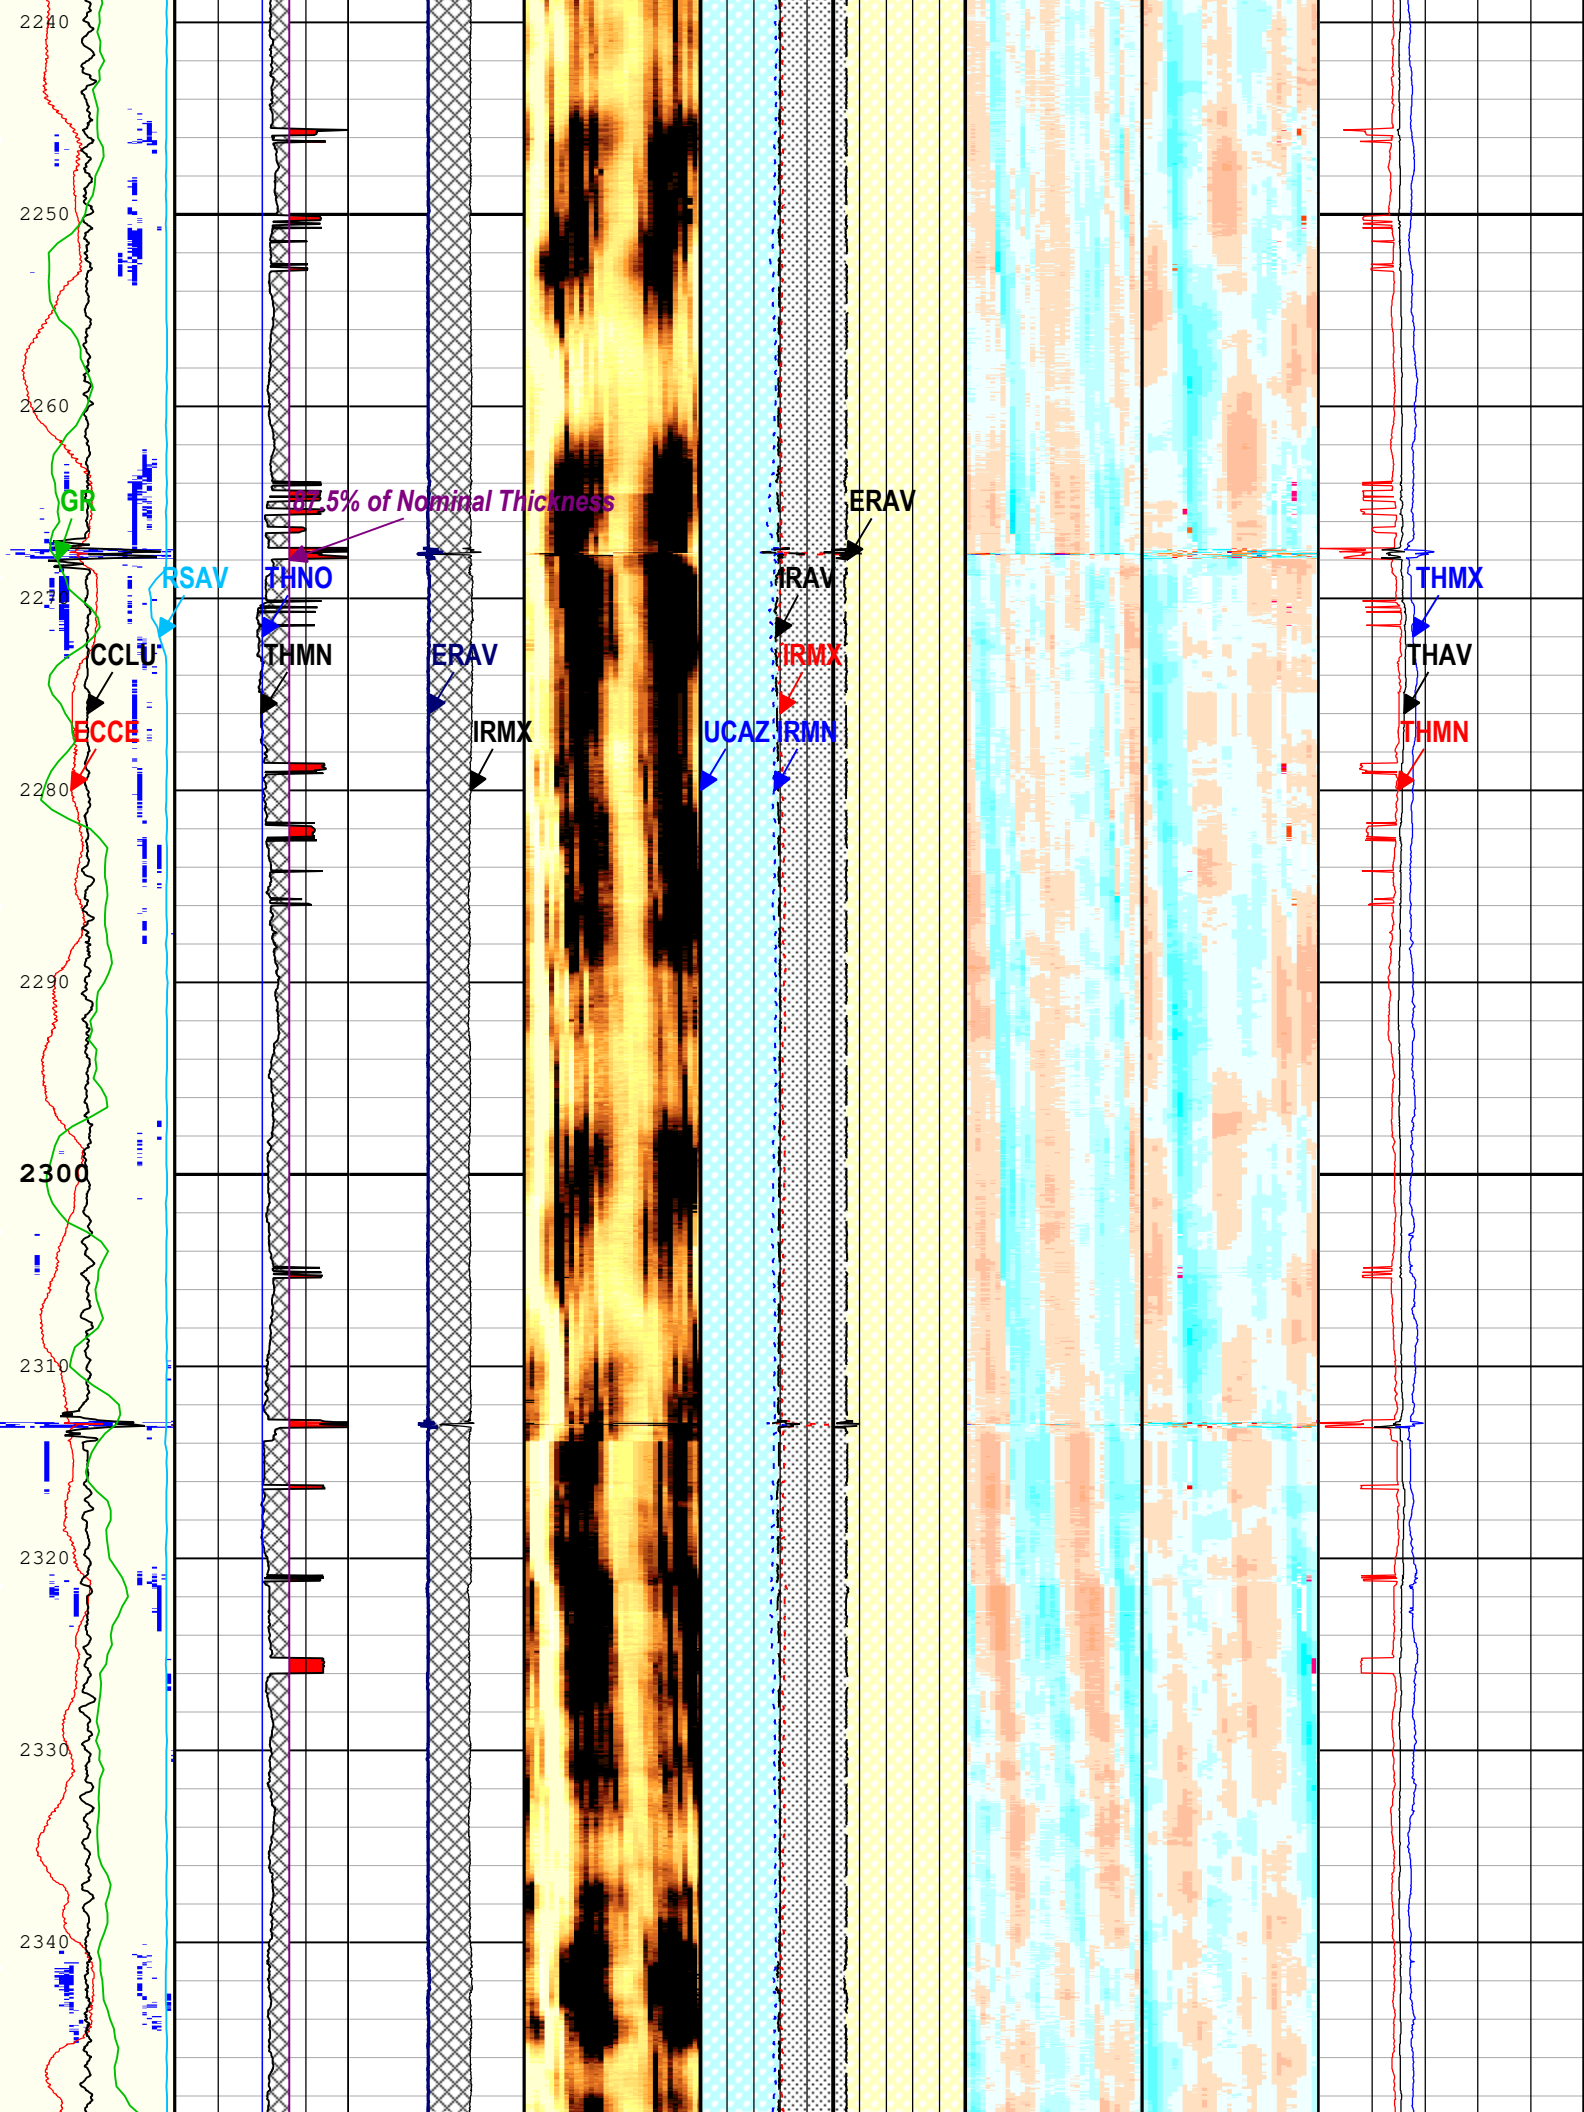 2240
2250
2260
GR
87.5% of Nominal Thickness
ERAV
2270
RSAV
THNO
IRAV
THMX
CCLU
THMN
ERAV
IRMX
THAV
ECCE
IRMX
UCAZ
IRMN
THMN
2280
2290
2300
2310
2320
2330
2340